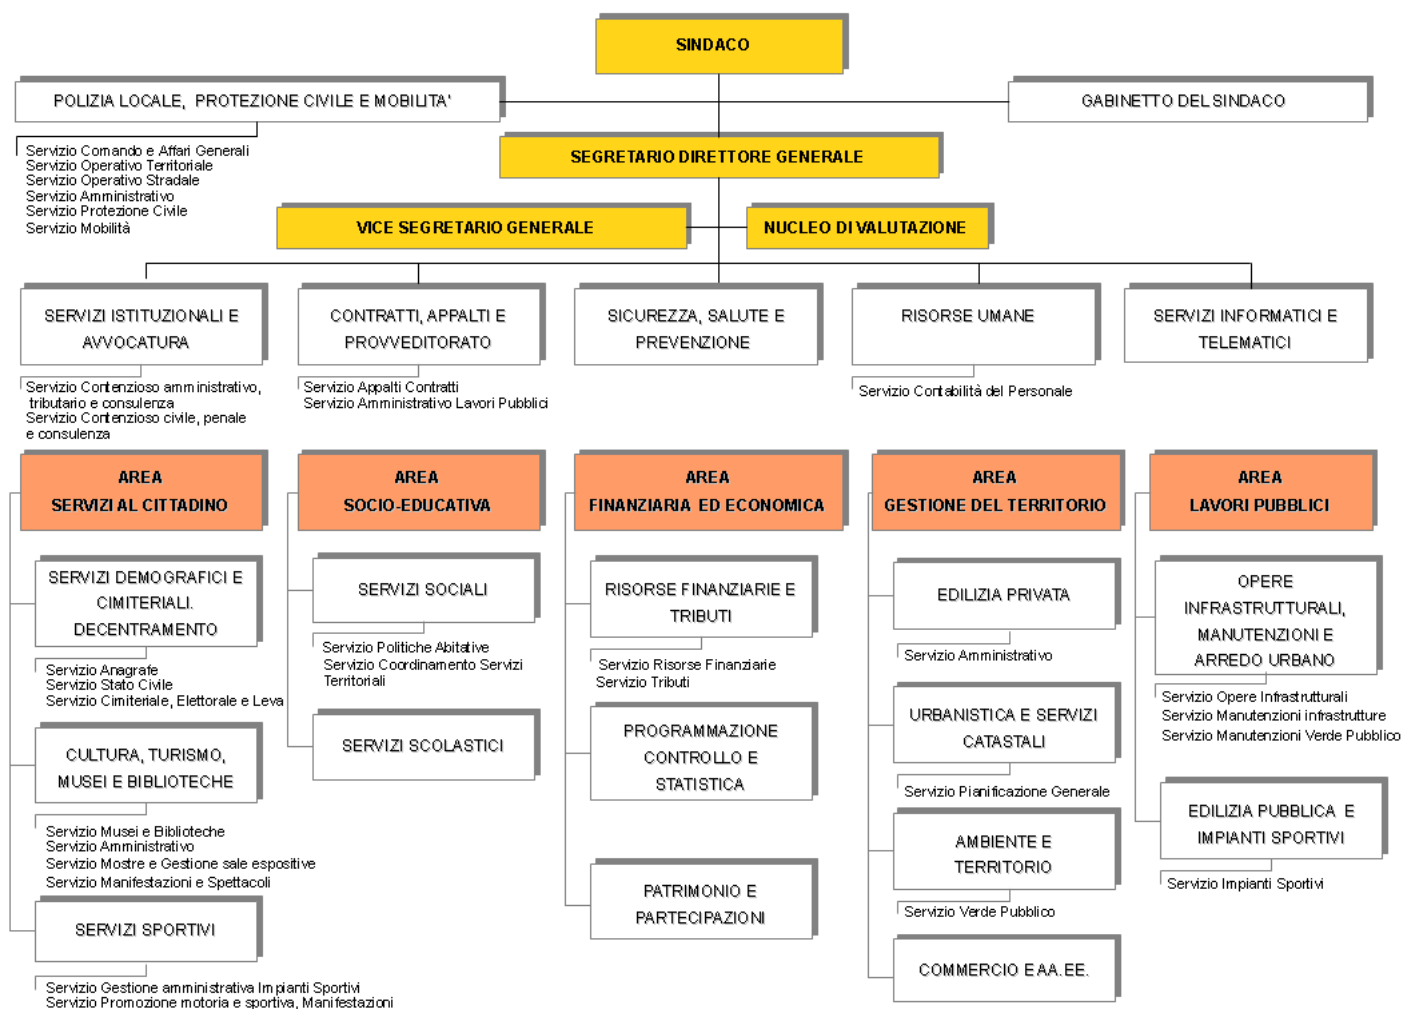 SINDACO
POLIZIA LOCALE, PROTEZIONE CIVILE E MOBILITA'
GABINETTO DEL SINDACO
Servizio Comando e Affari Generali
Servizio Operativo Territoriale
Servizio Operativo Stradale
Servizio Amministrativo
Servizio Protezione Civile
Servizio Mobilità
SEGRETARIO DIRETTORE GENERALE
VICE SEGRETARIO GENERALE
NUCLEO DI VALUTAZIONE
SERVIZI ISTITUZIONALI E
AVVOCATURA
Servizio Contenzioso amministrativo,
tributario e consulenza
Servizio Contenzioso civile, penale
e consulenza
CONTRATTI, APPALTI E
PROVVEDITORATO
Servizio Appalti Contratti
Servizio Amministrativo Lavori Pubblici
SICUREZZA, SALUTE E
PREVENZIONE
RISORSE UMANE
Servizio Contabilità del Personale
SERVIZI INFORMATICI E
TELEMATICI
AREA
SERVIZI AL CITTADINO
SERVIZI DEMOGRAFICI E
CIMITERIALI.
DECENTRAMENTO
Servizio Anagrafe
Servizio Stato Civile
Servizio Cimiteriale, Elettorale e Leva
CULTURA, TURISMO,
MUSEI E BIBLIOTECHE
Servizio Musei e Biblioteche
Servizio Amministrativo
Servizio Mostre e Gestione sale espositive
Servizio Manifestazioni e Spettacoli
SERVIZI SPORTIVI
Servizio Gestione amministrativa Impianti Sportivi
Servizio Promozione motoria e sportiva, Manifestazioni
AREA
SOCIO-EDUCATIVA
SERVIZI SOCIALI
Servizio Politiche Abitative
Servizio Coordinamento Servizi
Territoriali
SERVIZI SCOLASTICI
AREA
FINANZIARIA ED ECONOMICA
RISORSE FINANZIARIE E
TRIBUTI
Servizio Risorse Finanziarie
Servizio Tributi
PROGRAMMAZIONE
CONTROLLO E
STATISTICA
PATRIMONIO E
PARTECIPAZIONI
AREA
GESTIONE DEL TERRITORIO
EDILIZIA PRIVATA
Servizio Amministrativo
URBANISTICA E SERVIZI
CATASTALI
Servizio Pianificazione Generale
AMBIENTE E
TERRITORIO
Servizio Verde Pubblico
COMMERCIO E AA.EE.
AREA
LAVORI PUBBLICI
OPERE
INFRASTRUTTURALI,
MANUTENZIONI E
ARREDO URBANO
Servizio Opere Infrastrutturali
Servizio Manutenzioni infrastrutture
Servizio Manutenzioni Verde Pubblico
EDILIZIA PUBBLICA E
IMPIANTI SPORTIVI
Servizio Impianti Sportivi